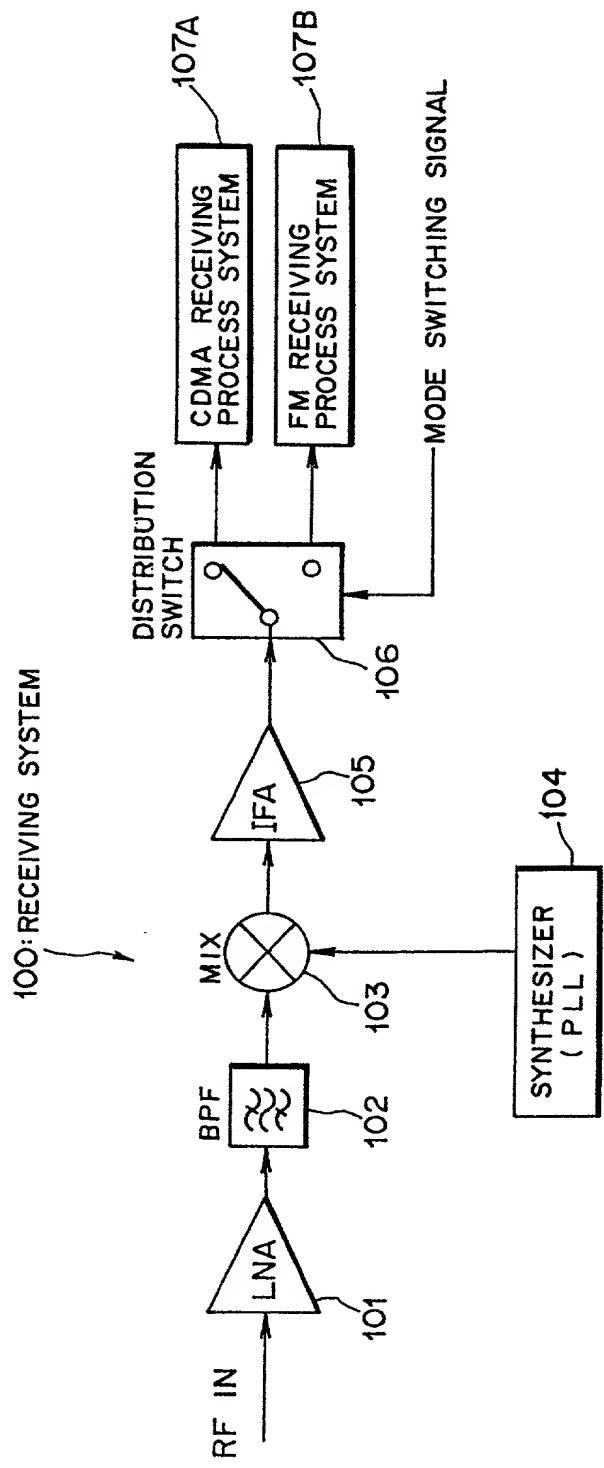 100:RECEIVING SYSTEM
RF IN
LNA
101
BPF
102
MIX
103
SYNTHESIZER
(PLL)
104
IFA
105
DISTRIBUTION
SWITCH
106
CDMA RECEIVING
PROCESS SYSTEM
107A
FM RECEIVING
PROCESS SYSTEM
107B
MODE SWITCHING SIGNAL